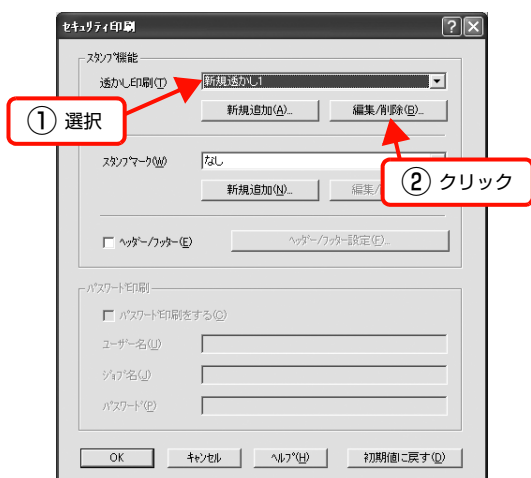 セキュリティ印刷
スタンプ機能
透かし印刷(T)
新規透かし1
新規追加(A)...
編集/削除(E)...
① 選択
スタンプマーク(W)
なし
② クリック
新規追加(N)...
編集/
ヘッダー/フッター(E)
ヘッダー/フッター設定(F)...
パスワード印刷
パスワード印刷をする(O)
ユーザー名(U)
ジョブ名(J)
パスワード(P)
OK
キャンセル
ヘルプ(H)
初期値に戻す(D)